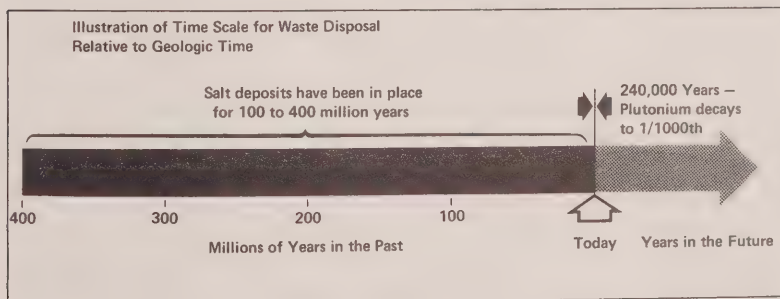 Illustration of Time Scale for Waste Disposal
Relative to Geologic Time
Salt deposits have been in place
for 100 to 400 million years
240,000 Years —
Plutonium decays
to 1/1000th
400 300 200 100
Millions of Years in the Past
Today
Years in the Future